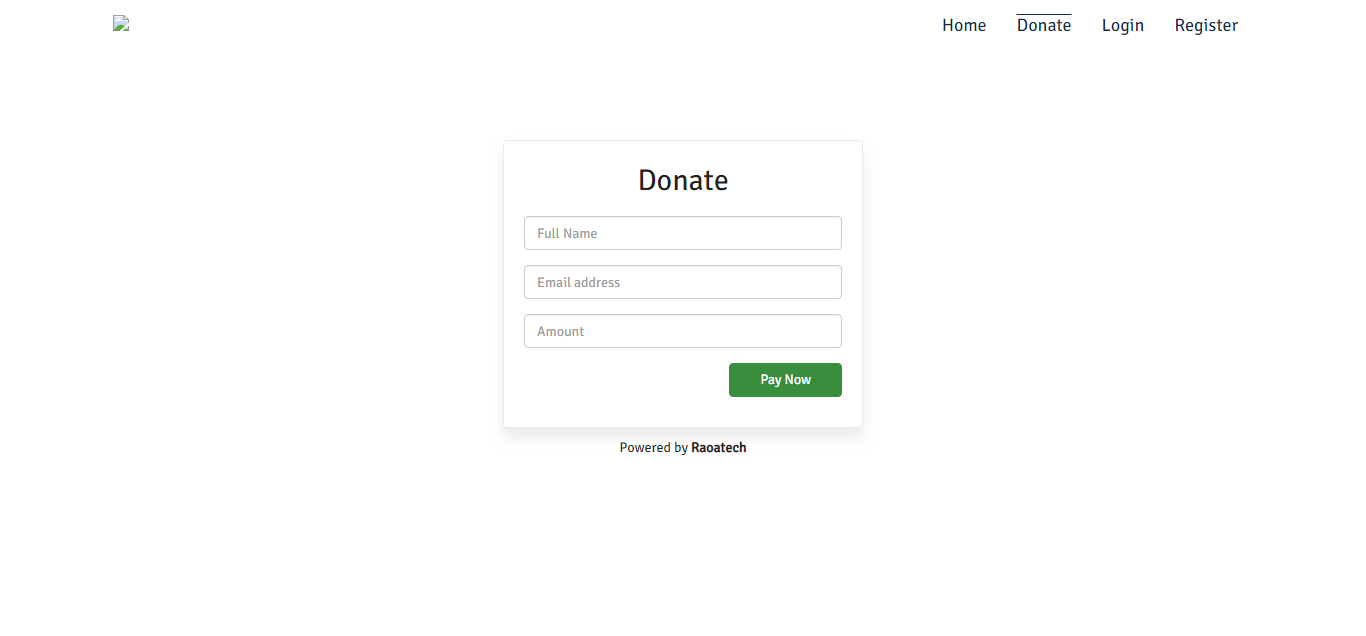 Home Donate Login Register
Donate
Full Name
Email address
Amount
Pay Now
Powered by Raoatech